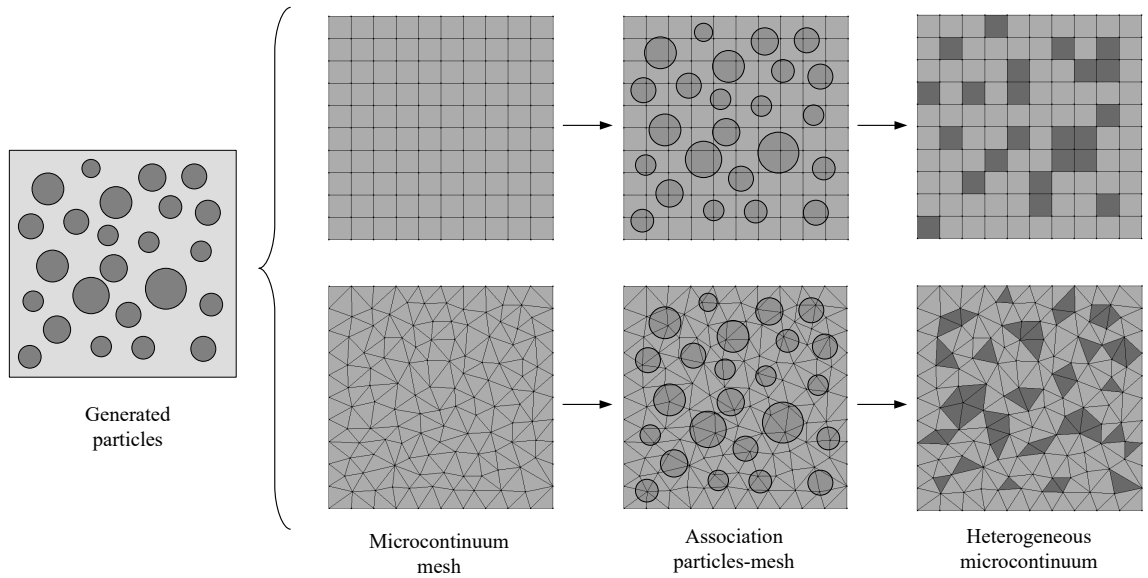 Generated
particles
Microcontinuum
mesh
Association
particles-mesh
Heterogeneous
microcontinuum